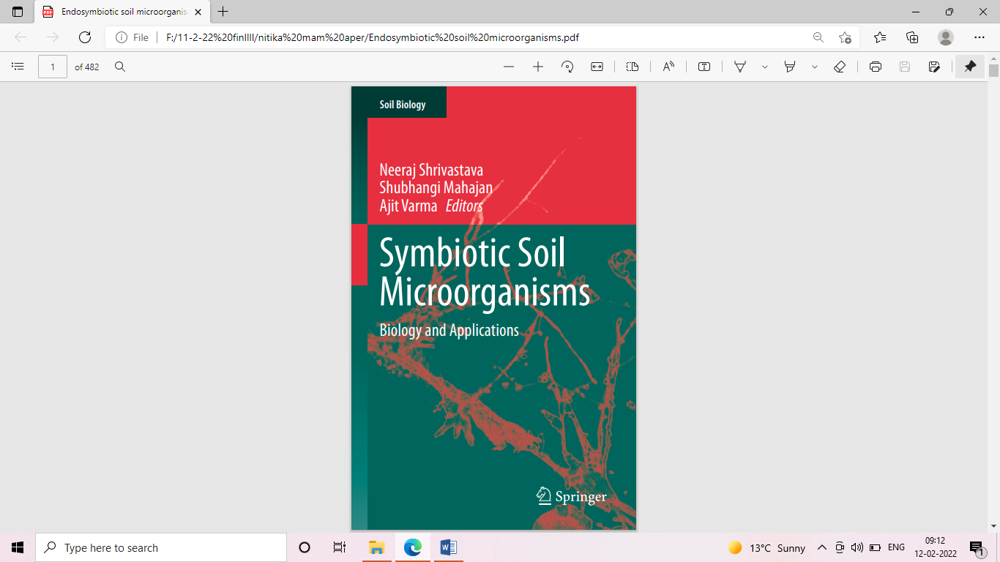 Endosymbiotic soil microorganis
File
F:/11-2-22%20finllll/nitika%20mam%20aper/Endosymbiotic%20soil%20microorganisms.pdf
1
of 482
Soil Biology
Neeraj Shrivastava
Shubhangi Mahajan
Ajit Varma Editors
Symbiotic Soil
Microorganisms
Biology and Applications
Springer
Type here to search
13°C Sunny
ENG
09:12
12-02-2022
1